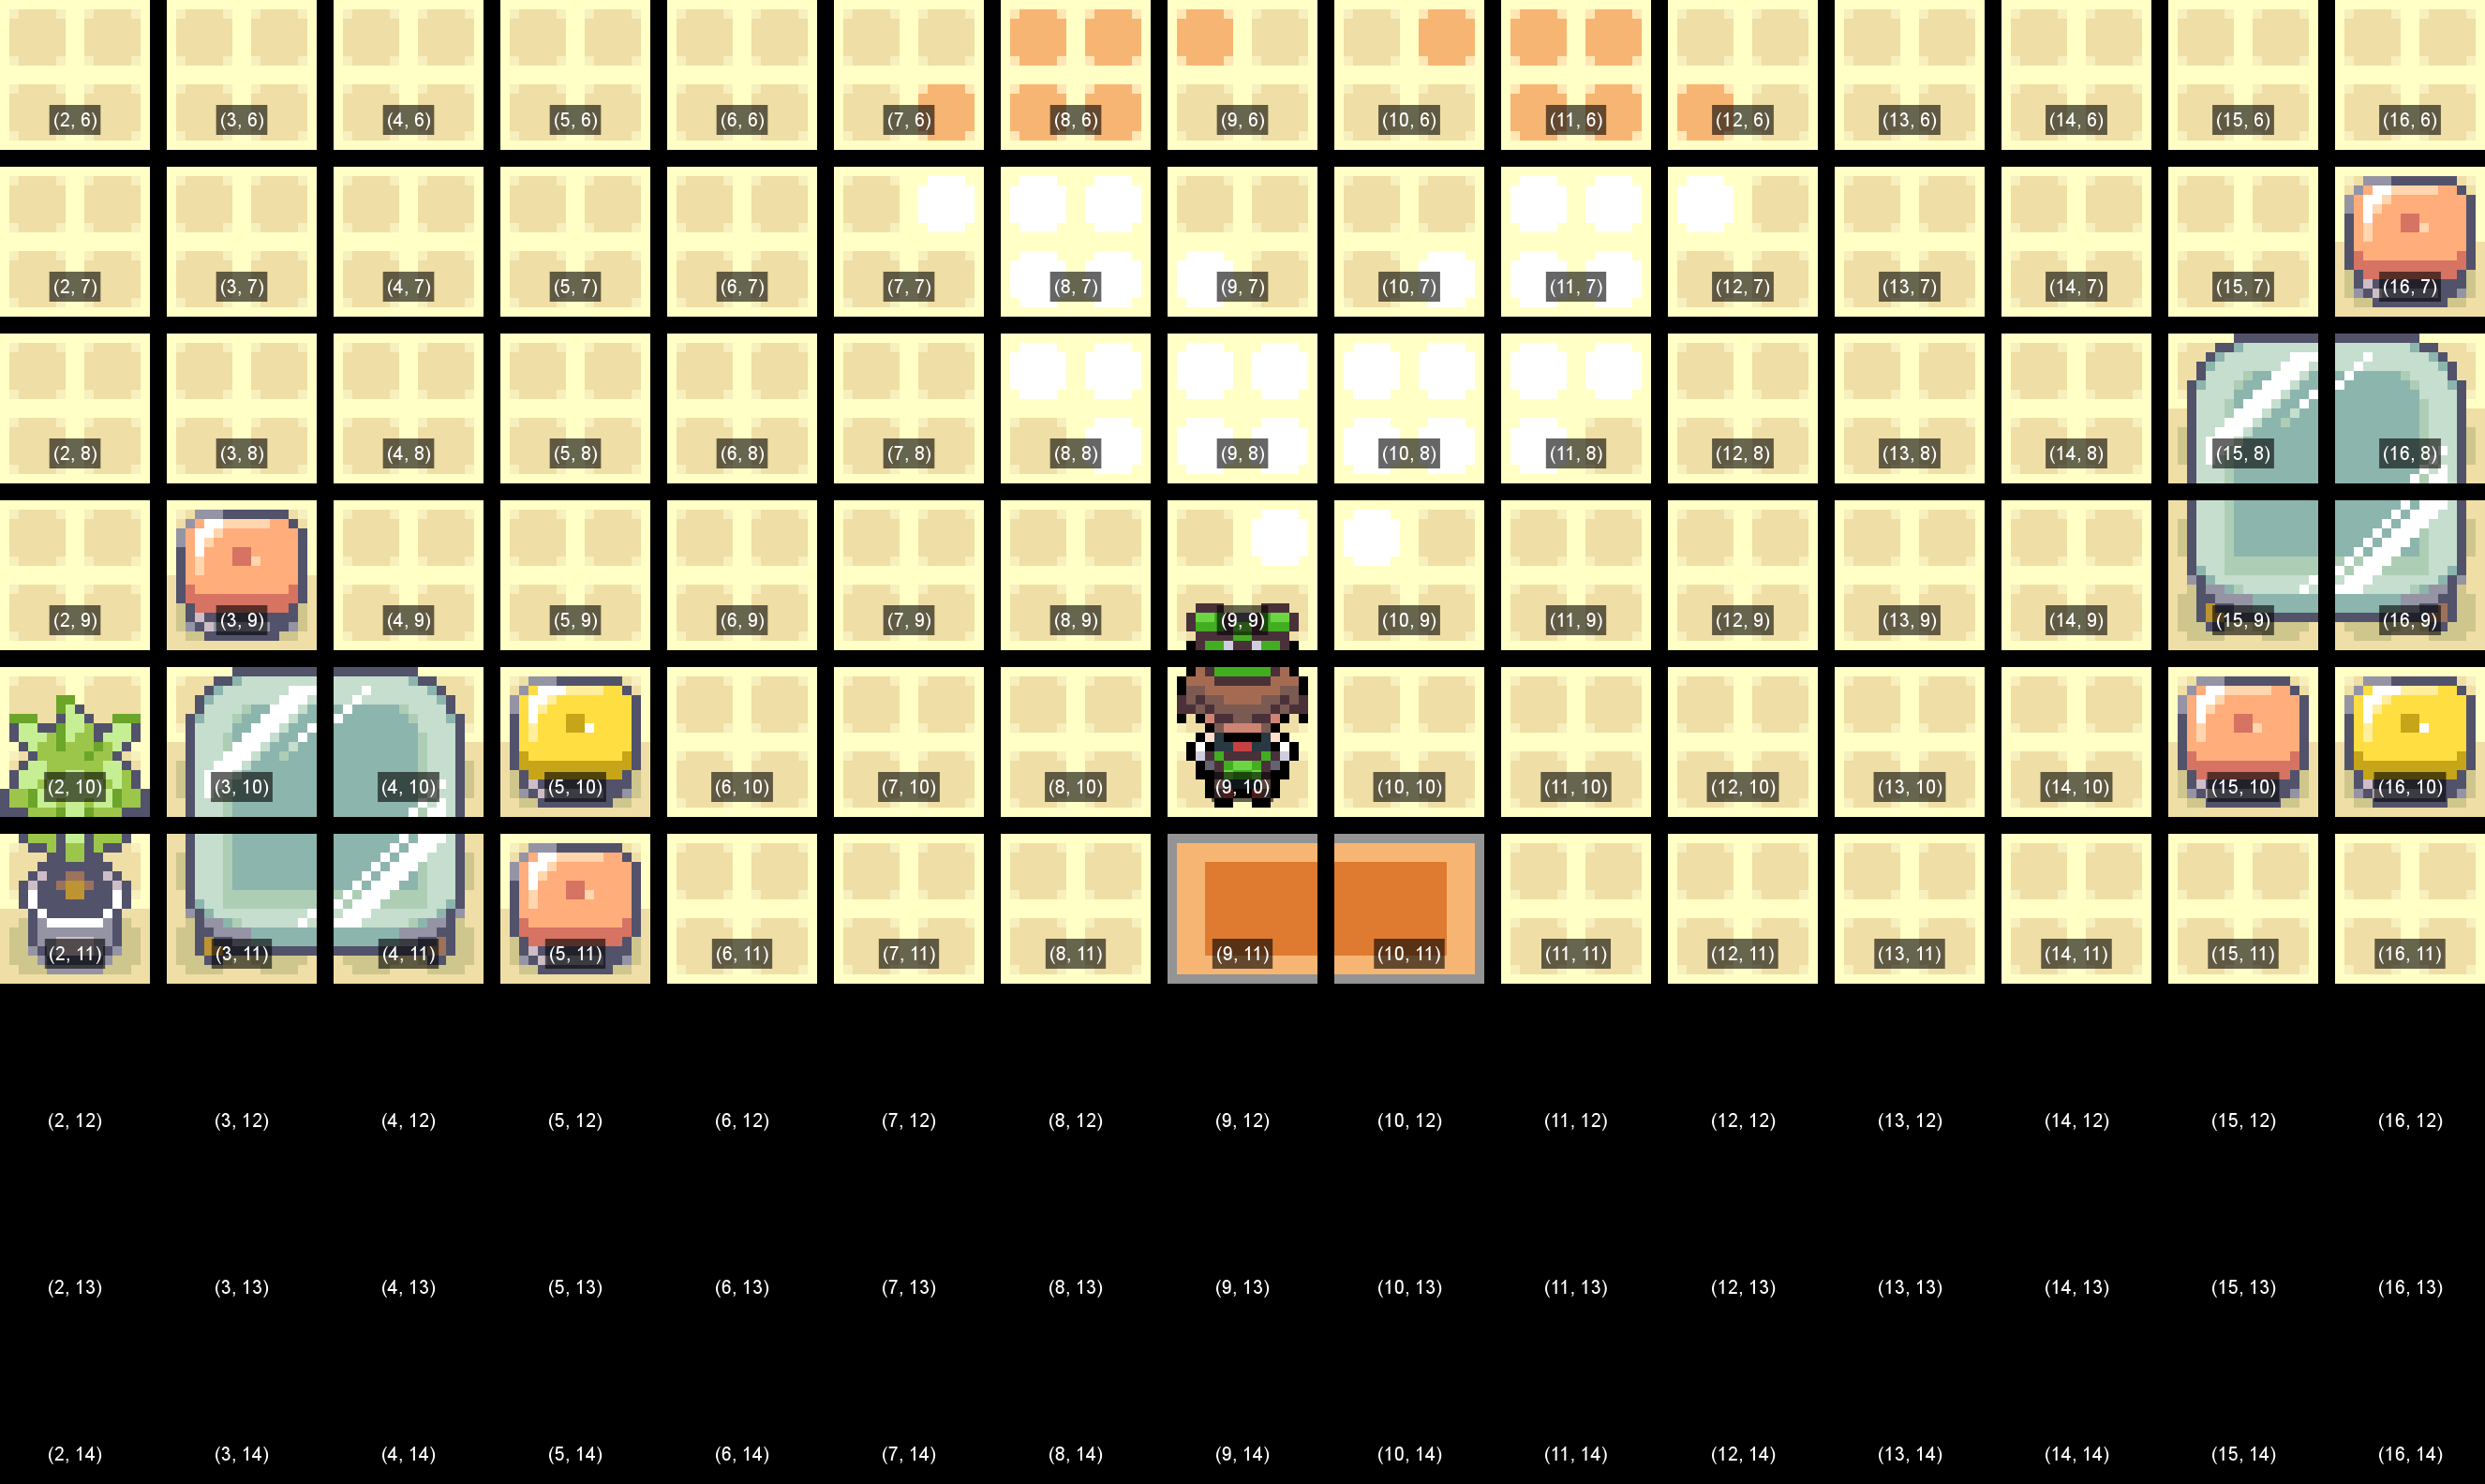 (2, 6) (3, 6) (4, 6) (5, 6) (6, 6) (7, 6) (8, 6) (9, 6) (10, 6) (11, 6) (12, 6) (13, 6) (14, 6) (15, 6) (16, 6)
(2, 7) (3, 7) (4, 7) (5, 7) (6, 7) (7, 7) (8, 7) (9, 7) (10, 7) (11, 7) (12, 7) (13, 7) (14, 7) (15, 7) (16, 7)
(2, 8) (3, 8) (4, 8) (5, 8) (6, 8) (7, 8) (8, 8) (9, 8) (10, 8) (11, 8) (12, 8) (13, 8) (14, 8) (15, 8) (16, 8)
(2, 9) (3, 9) (4, 9) (5, 9) (6, 9) (7, 9) (8, 9) (9, 9) (10, 9) (11, 9) (12, 9) (13, 9) (14, 9) (15, 9) (16, 9)
(2, 10) (3, 10) (4, 10) (5, 10) (6, 10) (7, 10) (8, 10) (9, 10) (10, 10) (11, 10) (12, 10) (13, 10) (14, 10) (15, 10) (16, 10)
(2, 11) (3, 11) (4, 11) (5, 11) (6, 11) (7, 11) (8, 11) (9, 11) (10, 11) (11, 11) (12, 11) (13, 11) (14, 11) (15, 11) (16, 11)
(2, 12) (3, 12) (4, 12) (5, 12) (6, 12) (7, 12) (8, 12) (9, 12) (10, 12) (11, 12) (12, 12) (13, 12) (14, 12) (15, 12) (16, 12)
(2, 13) (3, 13) (4, 13) (5, 13) (6, 13) (7, 13) (8, 13) (9, 13) (10, 13) (11, 13) (12, 13) (13, 13) (14, 13) (15, 13) (16, 13)
(2, 14) (3, 14) (4, 14) (5, 14) (6, 14) (7, 14) (8, 14) (9, 14) (10, 14) (11, 14) (12, 14) (13, 14) (14, 14) (15, 14) (16, 14)